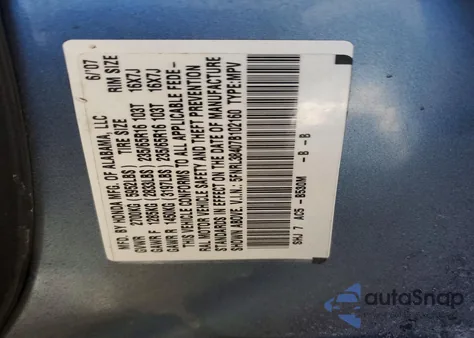 MFD. BY HONDA MFG. OF ALABAMA, LLC 6/07
TIRE SIZE RIM SIZE
GVWR 2700KG (5952LBS)
GAWR F 1285KG (2833LBS) 235/65R16 103T 16X7J
GAWR R 1450KG (3197LBS) 235/65R16 103T 16X7J
THIS VEHICLE CONFORMS TO ALL APPLICABLE FEDE-
RAL MOTOR VEHICLE SAFETY AND THEFT PREVENTION
STANDARDS IN EFFECT ON THE DATE OF MANUFACTURE
SHOWN ABOVE. V.I.N.: 5FNRL38407B102160 TYPE:MPV
SHJ 7 AC5 - B530M - B - B
autoSnap